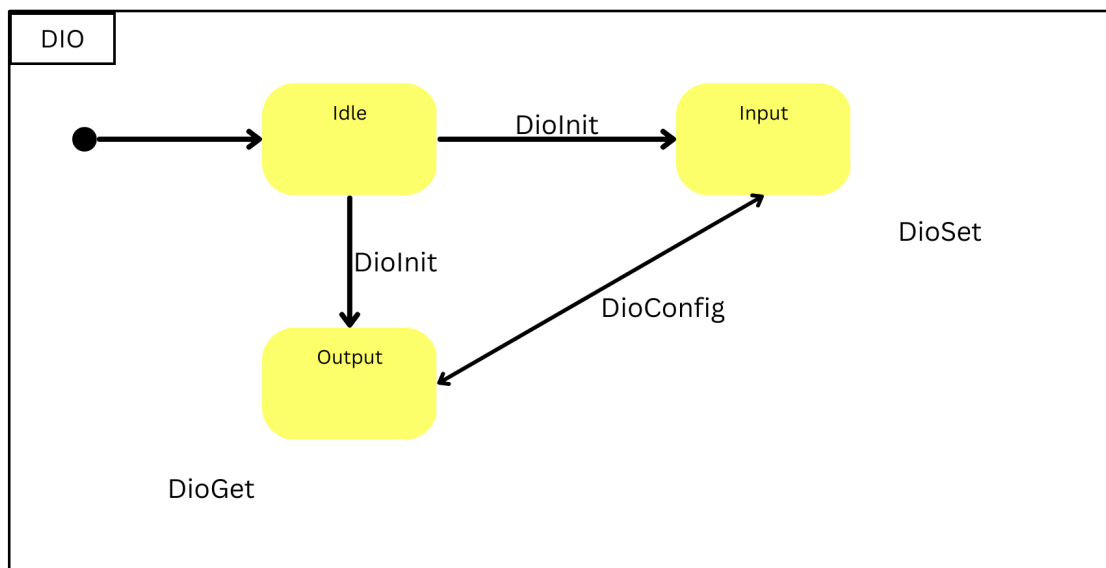 DIO
Idle
DioInit
Input
DioSet
DioInit
DioConfig
Output
DioGet